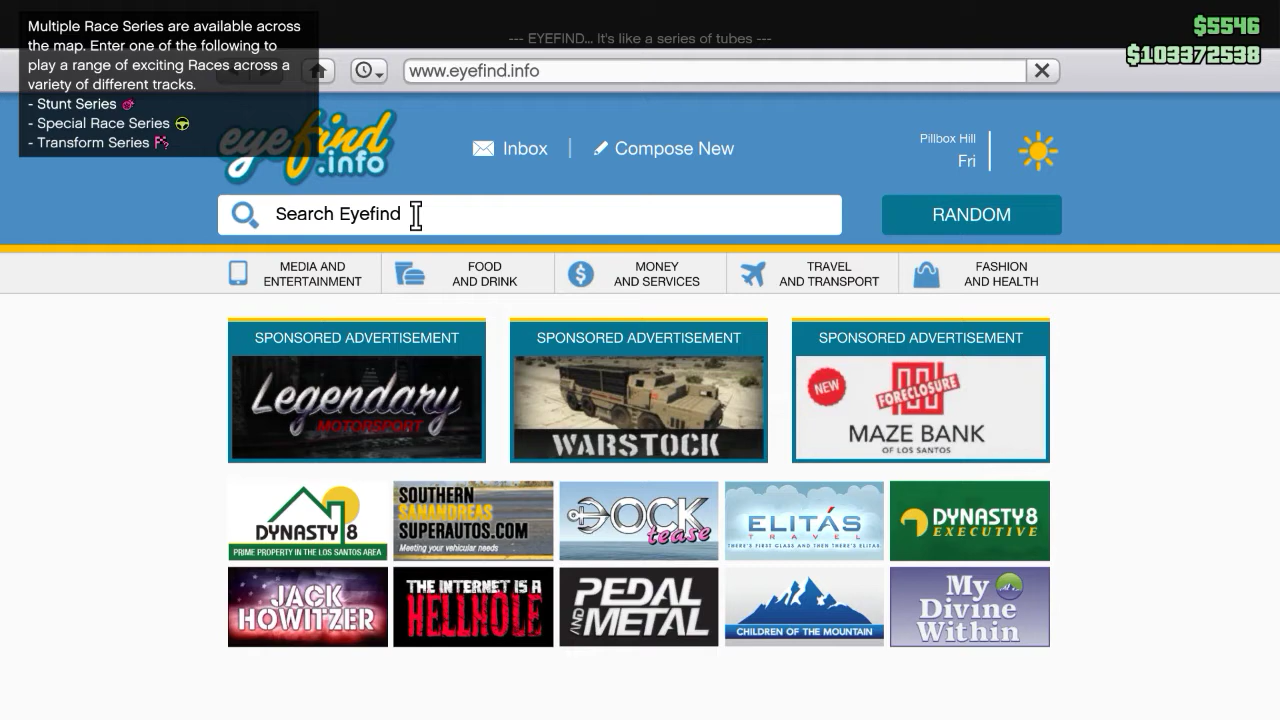 Multiple Race Series are available across
the map. Enter one of the following to
play a range of exciting Races across a
variety of different tracks.
- Stunt Series
- Special Race Series
- Transform Series
--- EYEFIND... It's like a series of tubes ---
$5546
$103372538
www.eyefind.info
eyefind
.info
Inbox
Compose New
Pillbox Hill
Fri
Search Eyefind
RANDOM
MEDIA AND
ENTERTAINMENT
FOOD
AND DRINK
MONEY
AND SERVICES
TRAVEL
AND TRANSPORT
FASHION
AND HEALTH
SPONSORED ADVERTISEMENT
Legendary
MOTORSPORT
SPONSORED ADVERTISEMENT
WARSTOCK
SPONSORED ADVERTISEMENT
NEW
FORECLOSURE
MAZE BANK
OF LOS SANTOS
DYNASTY 8
PRIME PROPERTY IN THE LOS SANTOS AREA
SOUTHERN
SANANDREAS
SUPERAUTOS.COM
Meeting your vehicular needs
DOCK
tease
ELITÁS
TRAVEL
THERE'S FIRST CLASS AND THEN THERE'S ELITAS
DYNASTY 8
EXECUTIVE
JACK
HOWITZER
THE INTERNET IS A
HELLHOLE
PEDAL
AND METAL
CHILDREN OF THE MOUNTAIN
My
Divine
Within